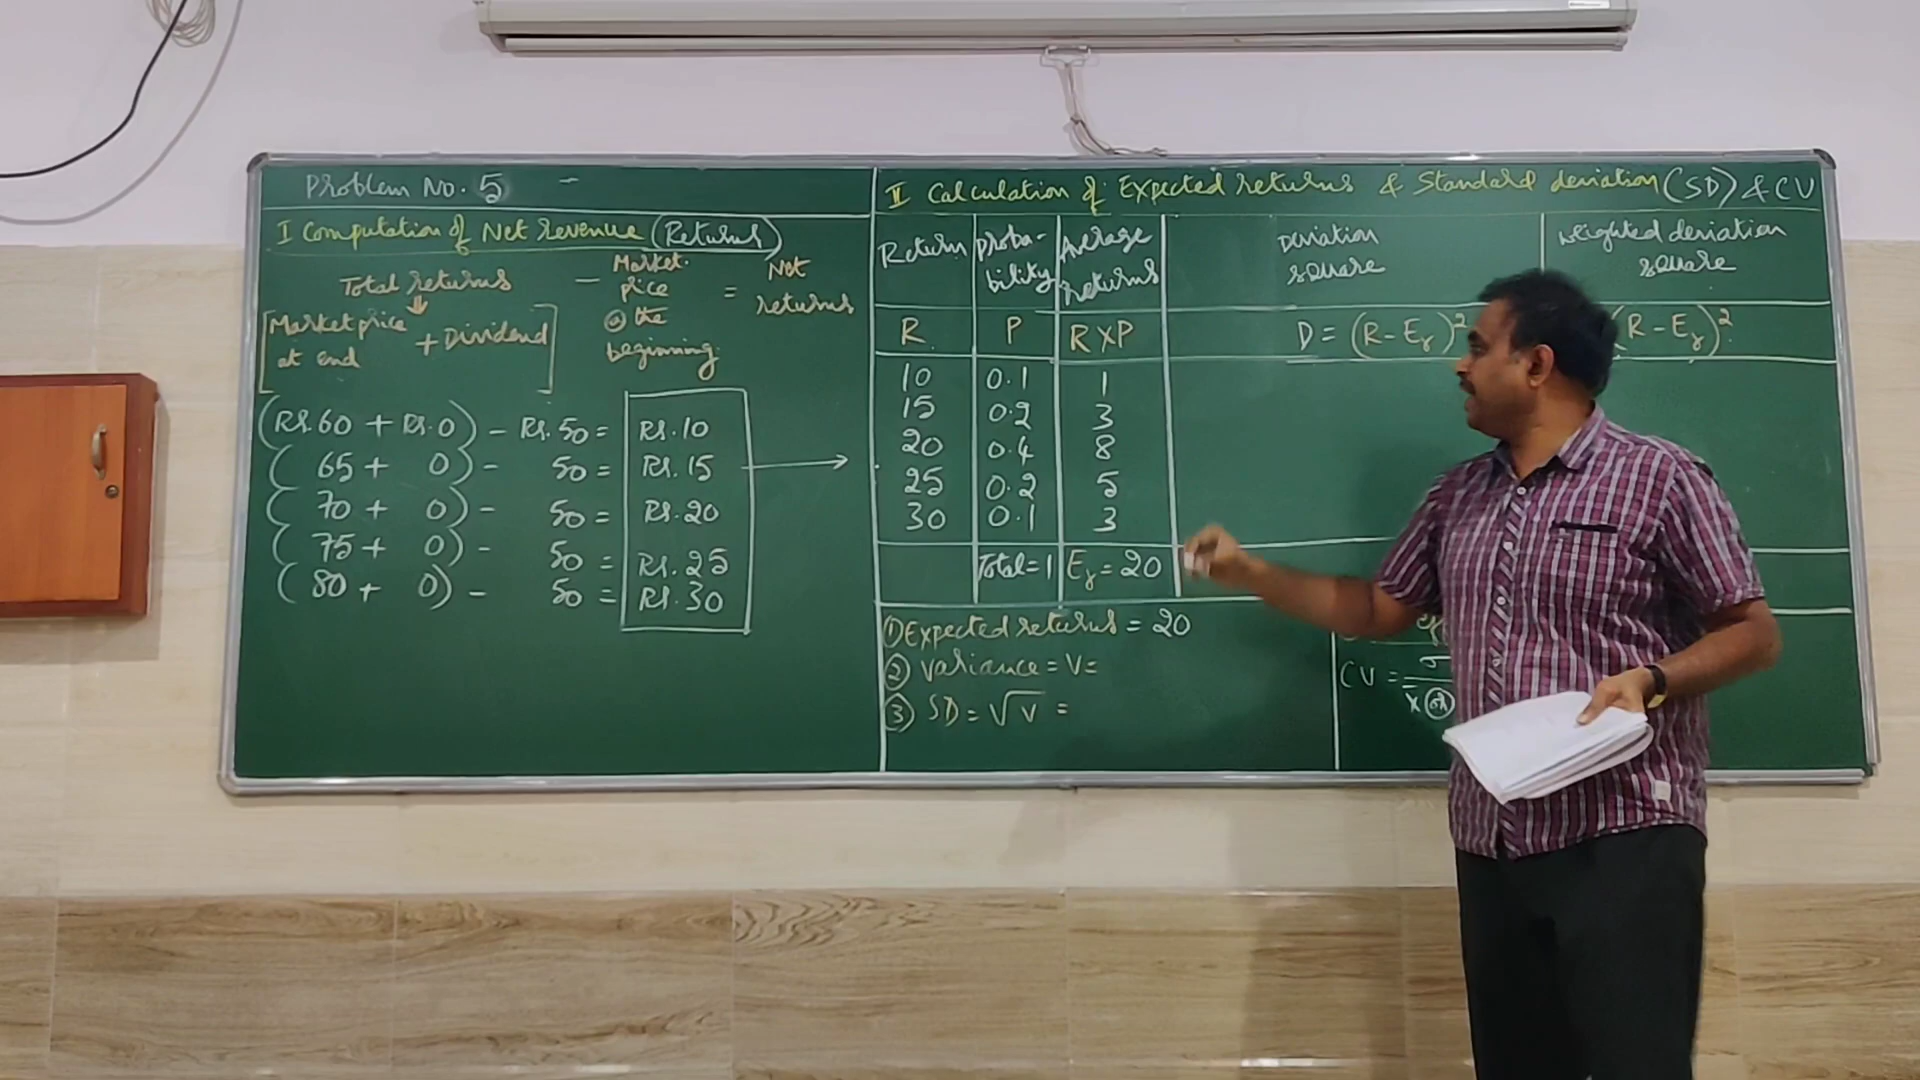 Problem No. 5 -
I Computation of Net revenue (Returns)
Total returns - Market price @ the beginning = Net returns
[Market price at end + Dividend]
(Rs.60 + Rs.0) - Rs.50 = Rs.10
( 65 + 0) - 50 = Rs.15
( 70 + 0) - 50 = Rs.20
( 75 + 0) - 50 = Rs.25
( 80 + 0) - 50 = Rs.30
II Calculation of Expected returns & Standard deviation (SD) & CV
Return Proba-bility Average returns Deviation square Weighted deviation square
R P R X P D = (R - Er)² (R - Er)²
10 0.1 1
15 0.2 3
20 0.4 8
25 0.2 5
30 0.1 3
Total = 1 Er = 20
① Expected returns = 20
② Variance = V =
③ SD = √V =
CV = σ
x̄ or